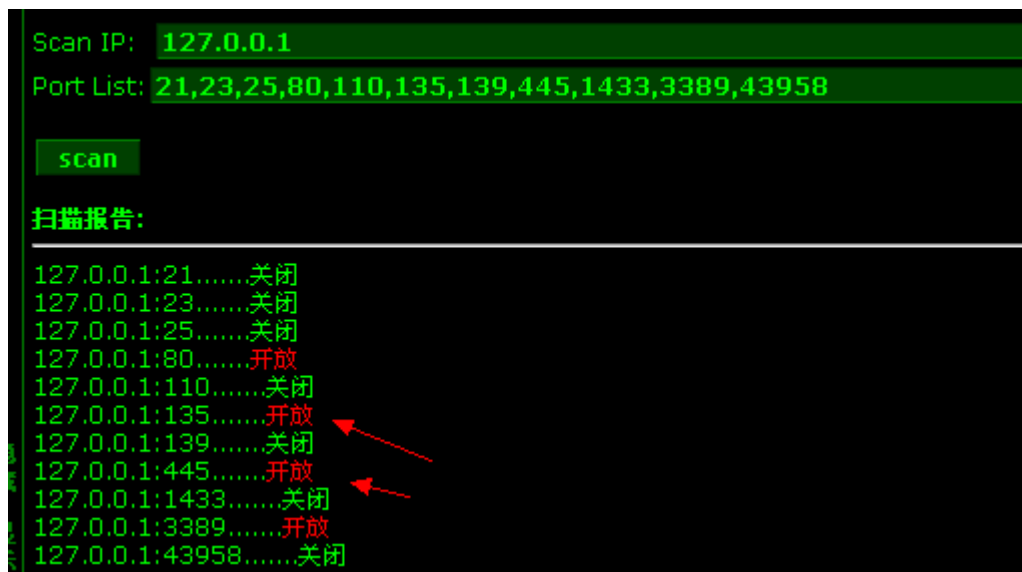 Scan IP: 127.0.0.1
Port List: 21,23,25,80,110,135,139,445,1433,3389,43958
scan
扫描报告:
127.0.0.1:21.......关闭
127.0.0.1:23.......关闭
127.0.0.1:25.......关闭
127.0.0.1:80.......开放
127.0.0.1:110.......关闭
127.0.0.1:135.......开放
127.0.0.1:139.......关闭
127.0.0.1:445.......开放
127.0.0.1:1433.......关闭
127.0.0.1:3389.......开放
127.0.0.1:43958.......关闭